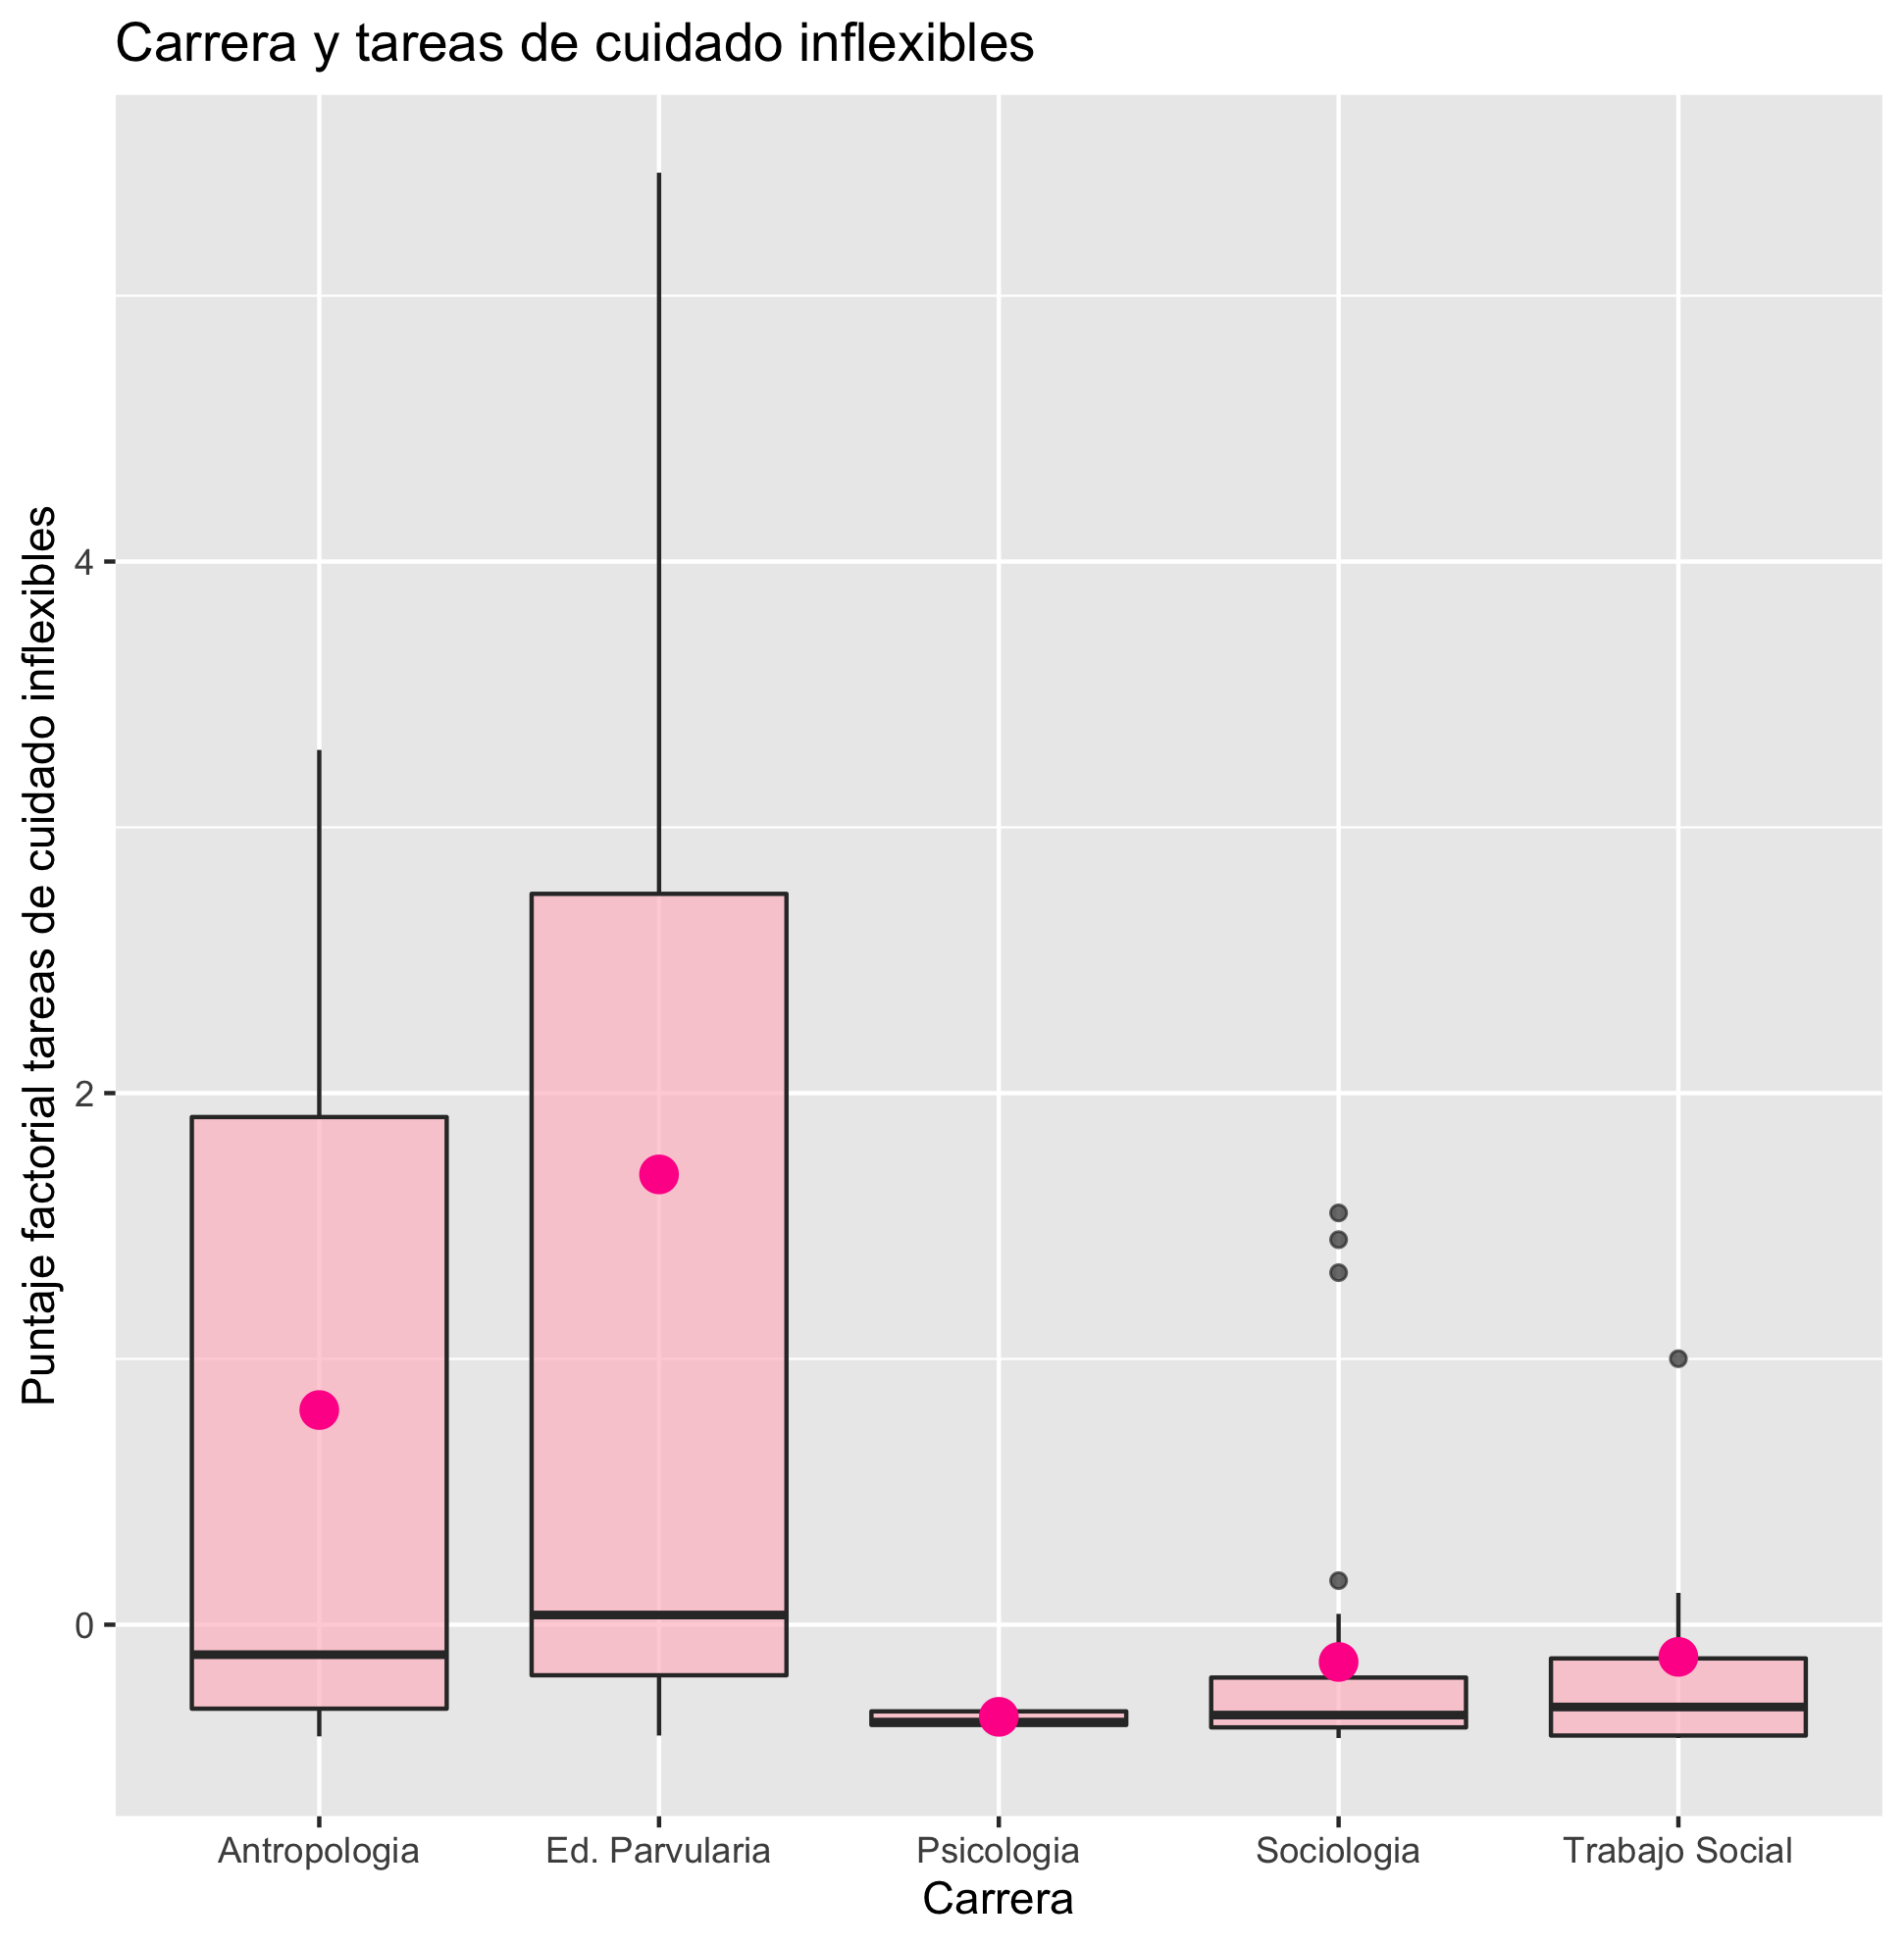 Carrera y tareas de cuidado inflexibles
Puntaje factorial tareas de cuidado inflexibles
4
2
0
Antropologia
Ed. Parvularia
Psicologia
Sociologia
Trabajo Social
Carrera